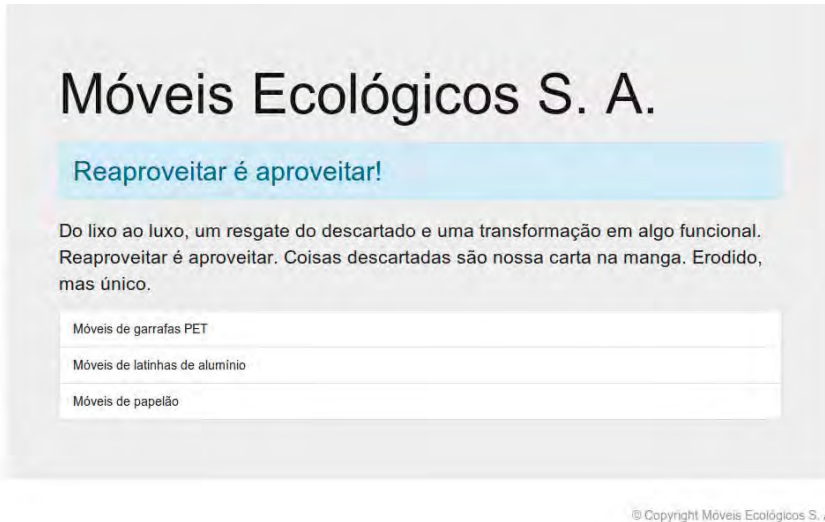 Móveis Ecológicos S. A.
Reaproveitar é aproveitar!
Do lixo ao luxo, um resgate do descartado e uma transformação em algo funcional.
Reaproveitar é aproveitar. Coisas descartadas são nossa carta na manga. Erodido,
mas único.
Móveis de garrafas PET
Móveis de latinhas de alumínio
Móveis de papelão
© Copyright Móveis Ecológicos S.